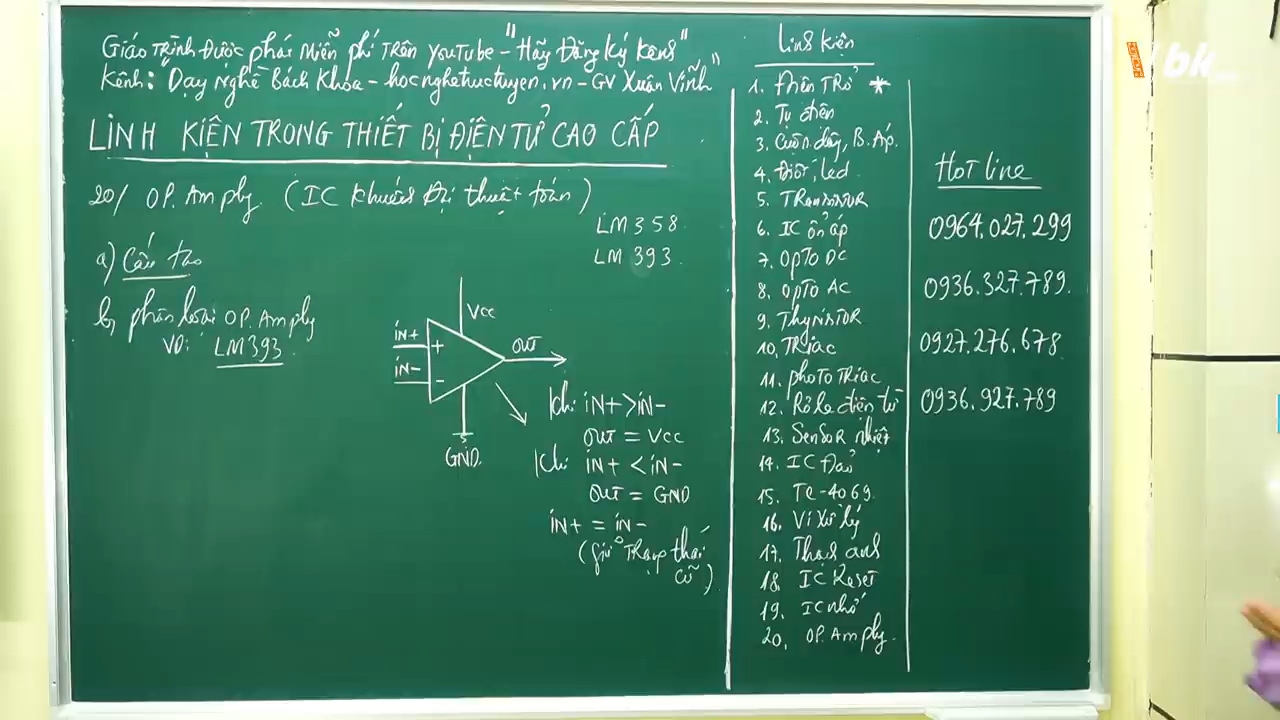 Giáo Trình Được phát Miễn phí Trên YouTube - "Hãy Đăng Ký Kênh"
Kênh: "Dạy Nghề Bách Khoa - hocnghetructuyen.vn - GV Xuân Vinh"
LINH KIỆN TRONG THIẾT BỊ ĐIỆN TỬ CAO CẤP
20/ OP. Amply. (IC khuếch Đại thuật toán)
LM 358
LM 393.
a) Cấu tạo
b, phân loại OP. Amply
VD: LM393.
Vcc
iN+
+
OUT
iN-
-
GND.
Khi iN+ > iN-
OUT = Vcc
Khi iN+ < iN-
OUT = GND
iN+ = iN-
(giữ Trạng thái
cũ)
Linh kiện
1. Điện TRở *
2. Tụ điện
3. Cuộn dây, B. Áp.
4. Điốt, led.
5. TRansisToR
6. IC ổn áp
7. OpTo DC
8. OpTo AC
9. ThyRisToR
10, TRiac
11. phoTo TRiac
12. Rơ le điện từ
13. SenSoR nhiệt
14. IC Đảo
15. Tc-4069.
16. Vi Xử lý
17. Thạch anh
18. IC Reset
19. IC nhớ
20. OP. Amply.
HoT line
0964.027.299
0936.327.789.
0927.276.678
0936.927.789
bk